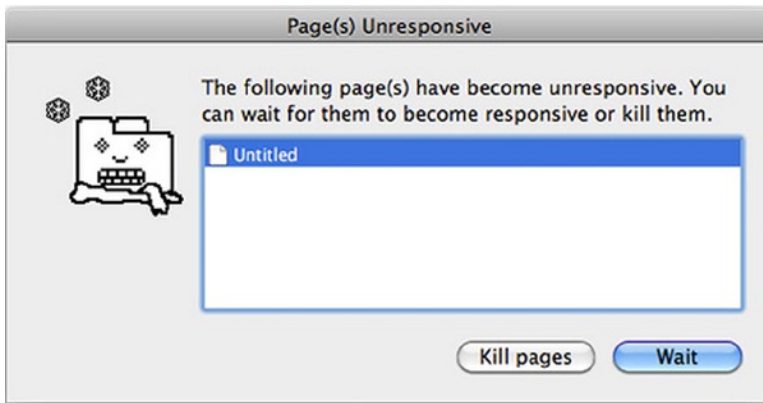 Page(s) Unresponsive
The following page(s) have become unresponsive. You
can wait for them to become responsive or kill them.
Untitled
Kill pages
Wait